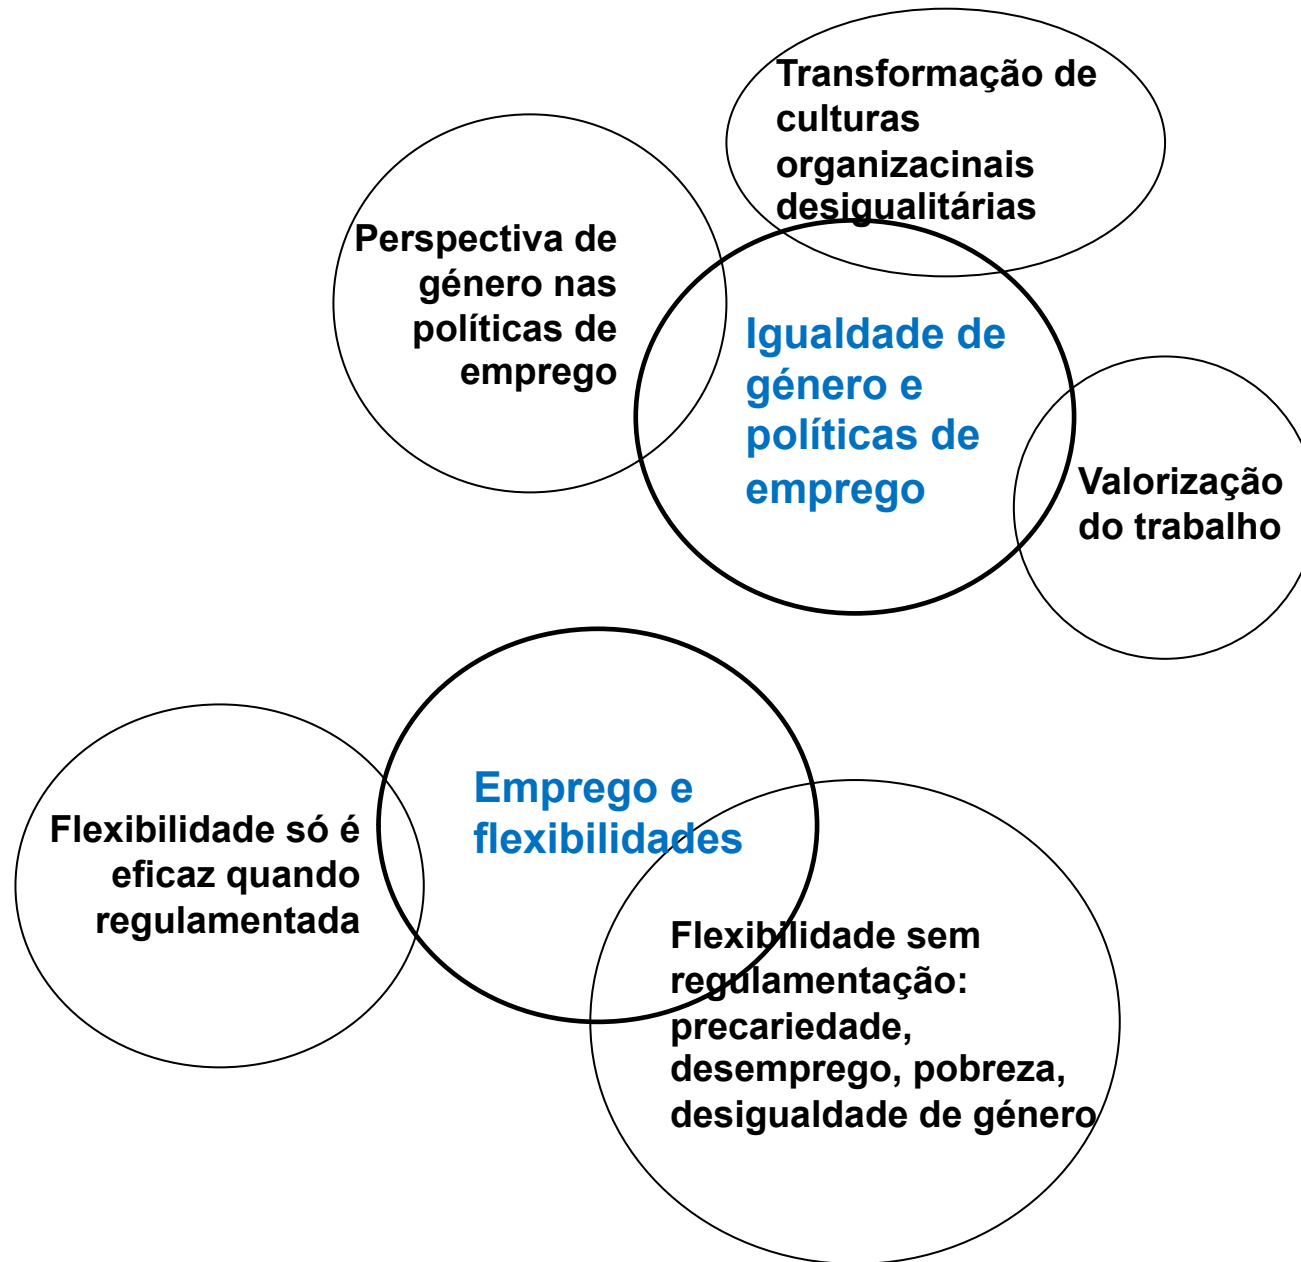 Transformação de
culturas
organizacinais
desigualitárias
Perspectiva de
género nas
políticas de
emprego
Igualdade de
género e
políticas de
emprego
Valorização
do trabalho
Emprego e
flexibilidades
Flexibilidade só é
eficaz quando
regulamentada
Flexibilidade sem
regulamentação:
precariedade,
desemprego, pobreza,
desigualdade de género